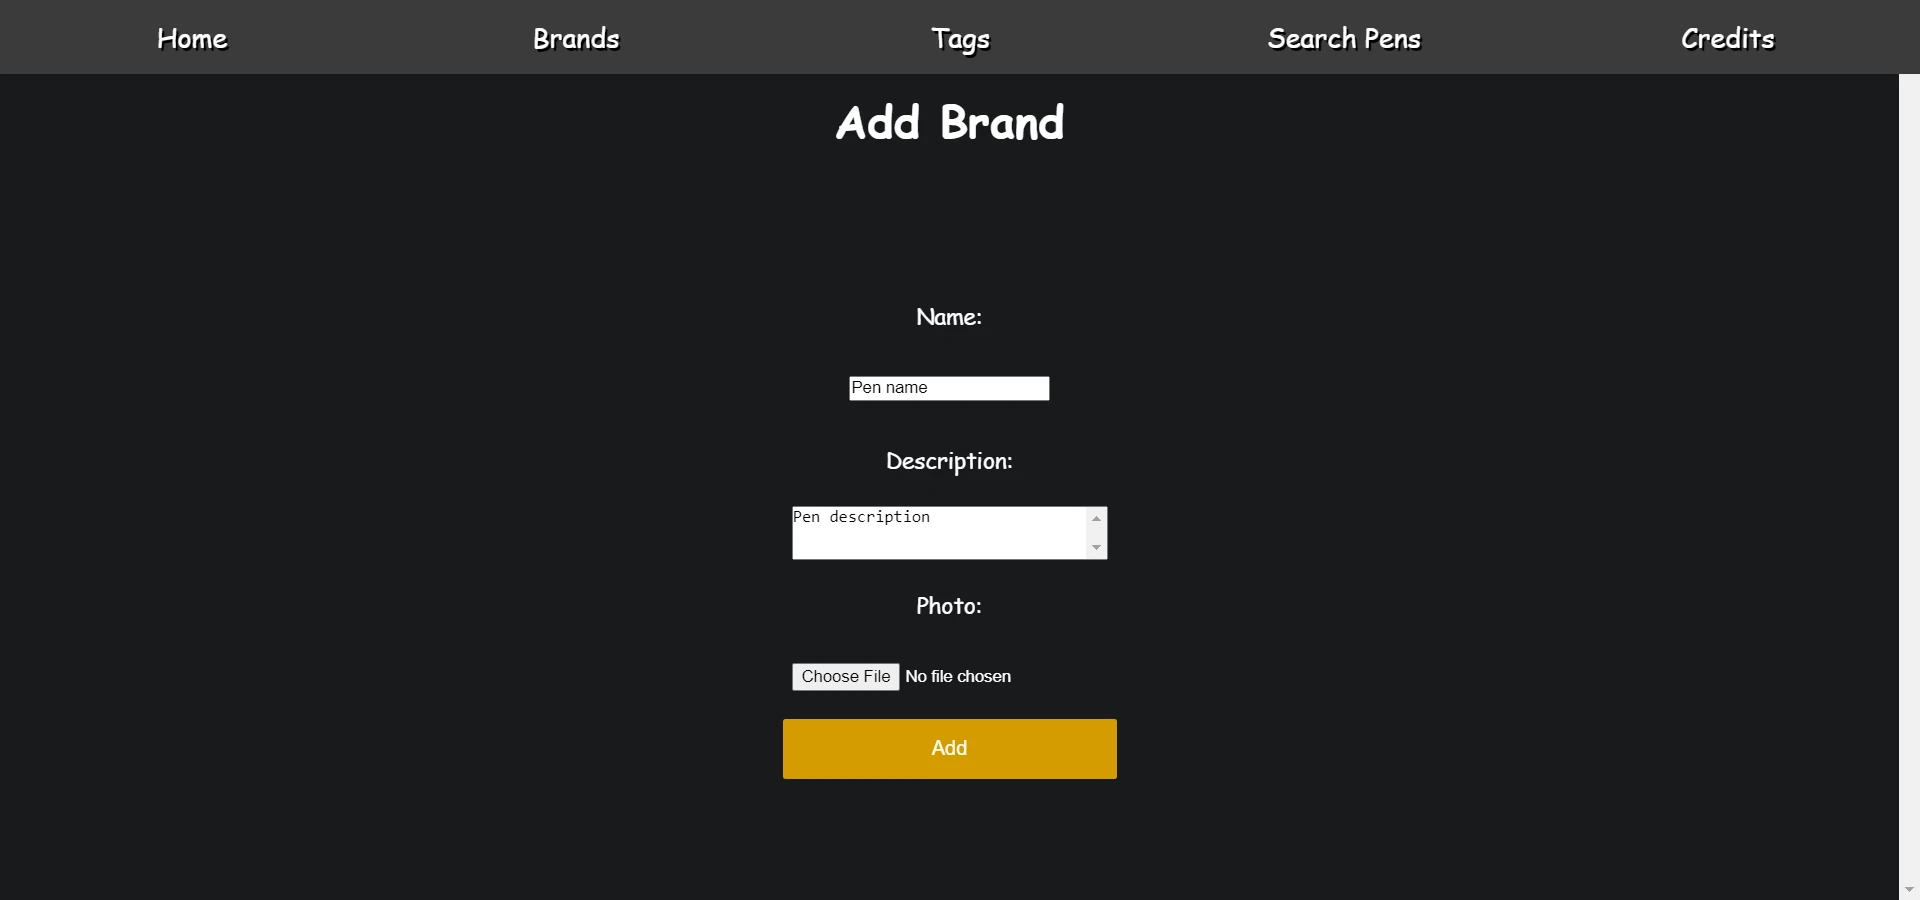 Home Brands Tags Search Pens Credits
Add Brand
Name:
Pen name
Description:
Pen description
Photo:
Choose File No file chosen
Add